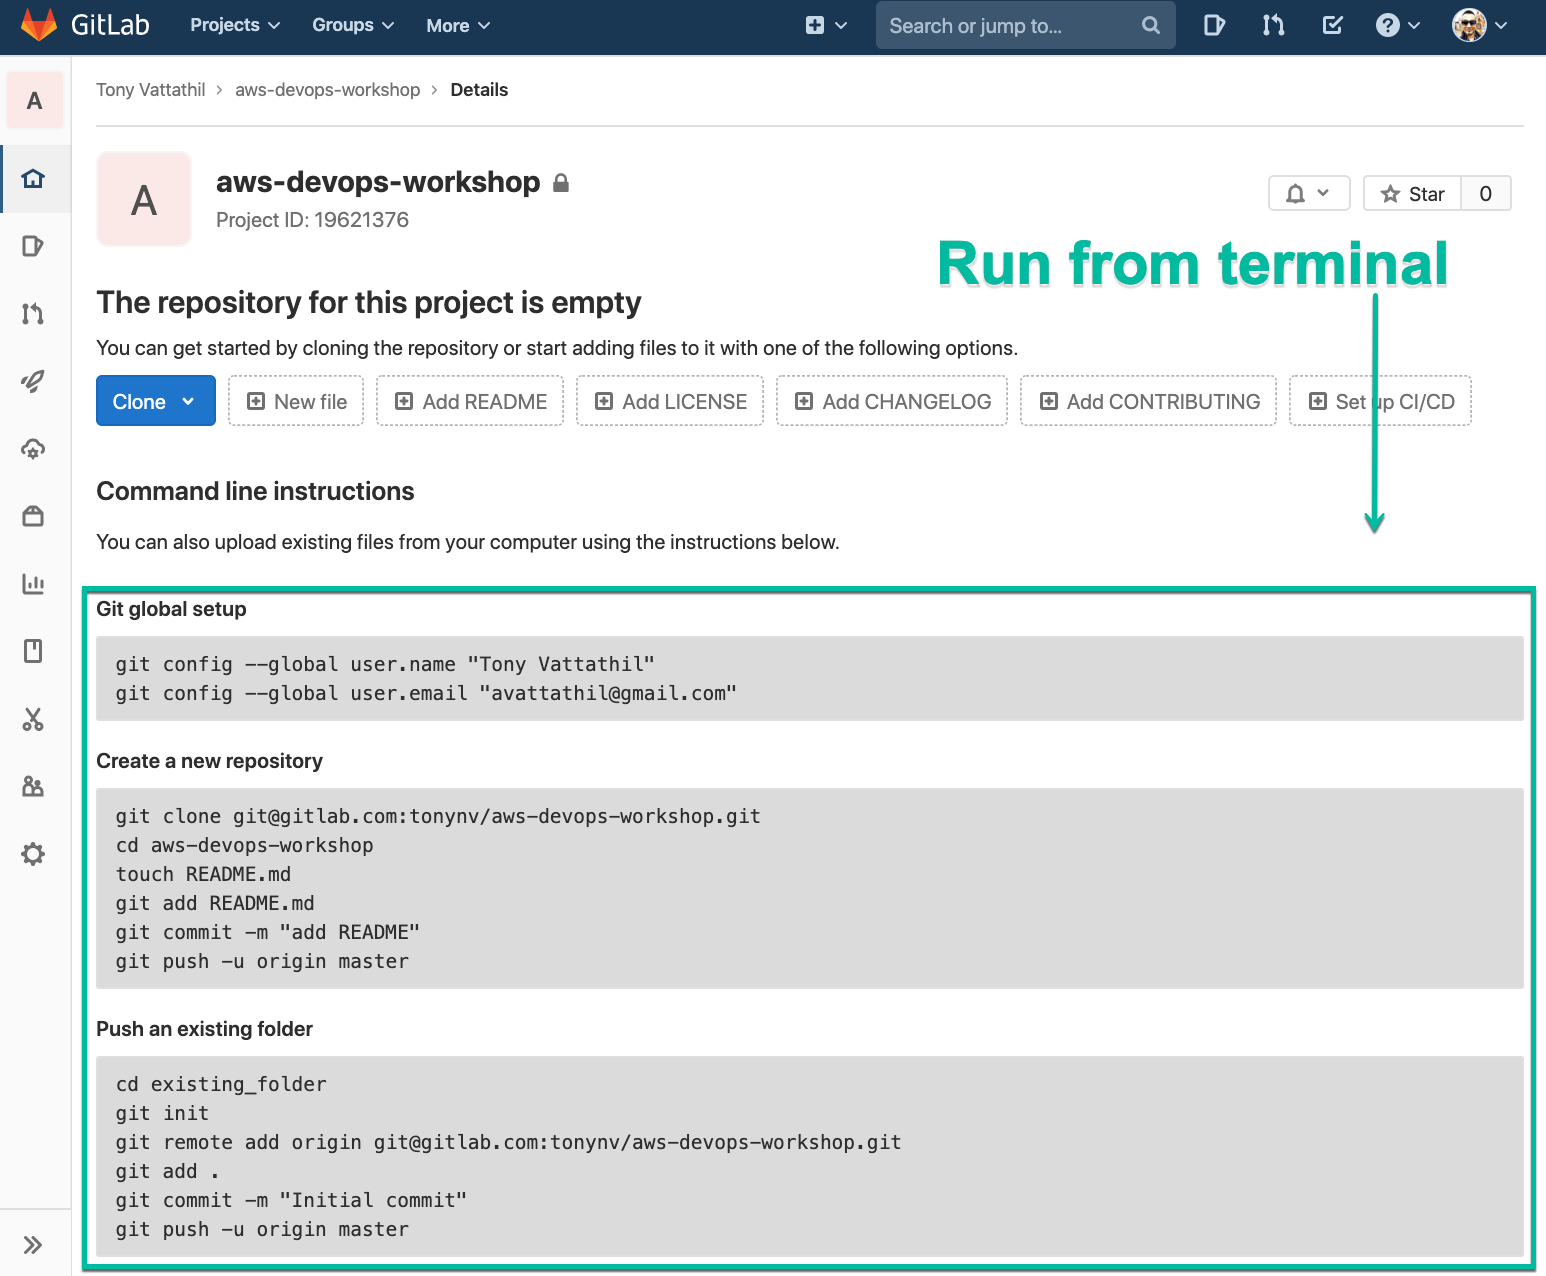 GitLab Projects Groups More Search or jump to...
A
Tony Vattathil › aws-devops-workshop › Details
A
aws-devops-workshop
Project ID: 19621376
Star 0
Run from terminal
The repository for this project is empty
You can get started by cloning the repository or start adding files to it with one of the following options.
Clone New file Add README Add LICENSE Add CHANGELOG Add CONTRIBUTING Set up CI/CD
Command line instructions
You can also upload existing files from your computer using the instructions below.
Git global setup
git config --global user.name "Tony Vattathil"
git config --global user.email "avattathil@gmail.com"
Create a new repository
git clone git@gitlab.com:tonynv/aws-devops-workshop.git
cd aws-devops-workshop
touch README.md
git add README.md
git commit -m "add README"
git push -u origin master
Push an existing folder
cd existing_folder
git init
git remote add origin git@gitlab.com:tonynv/aws-devops-workshop.git
git add .
git commit -m "Initial commit"
git push -u origin master